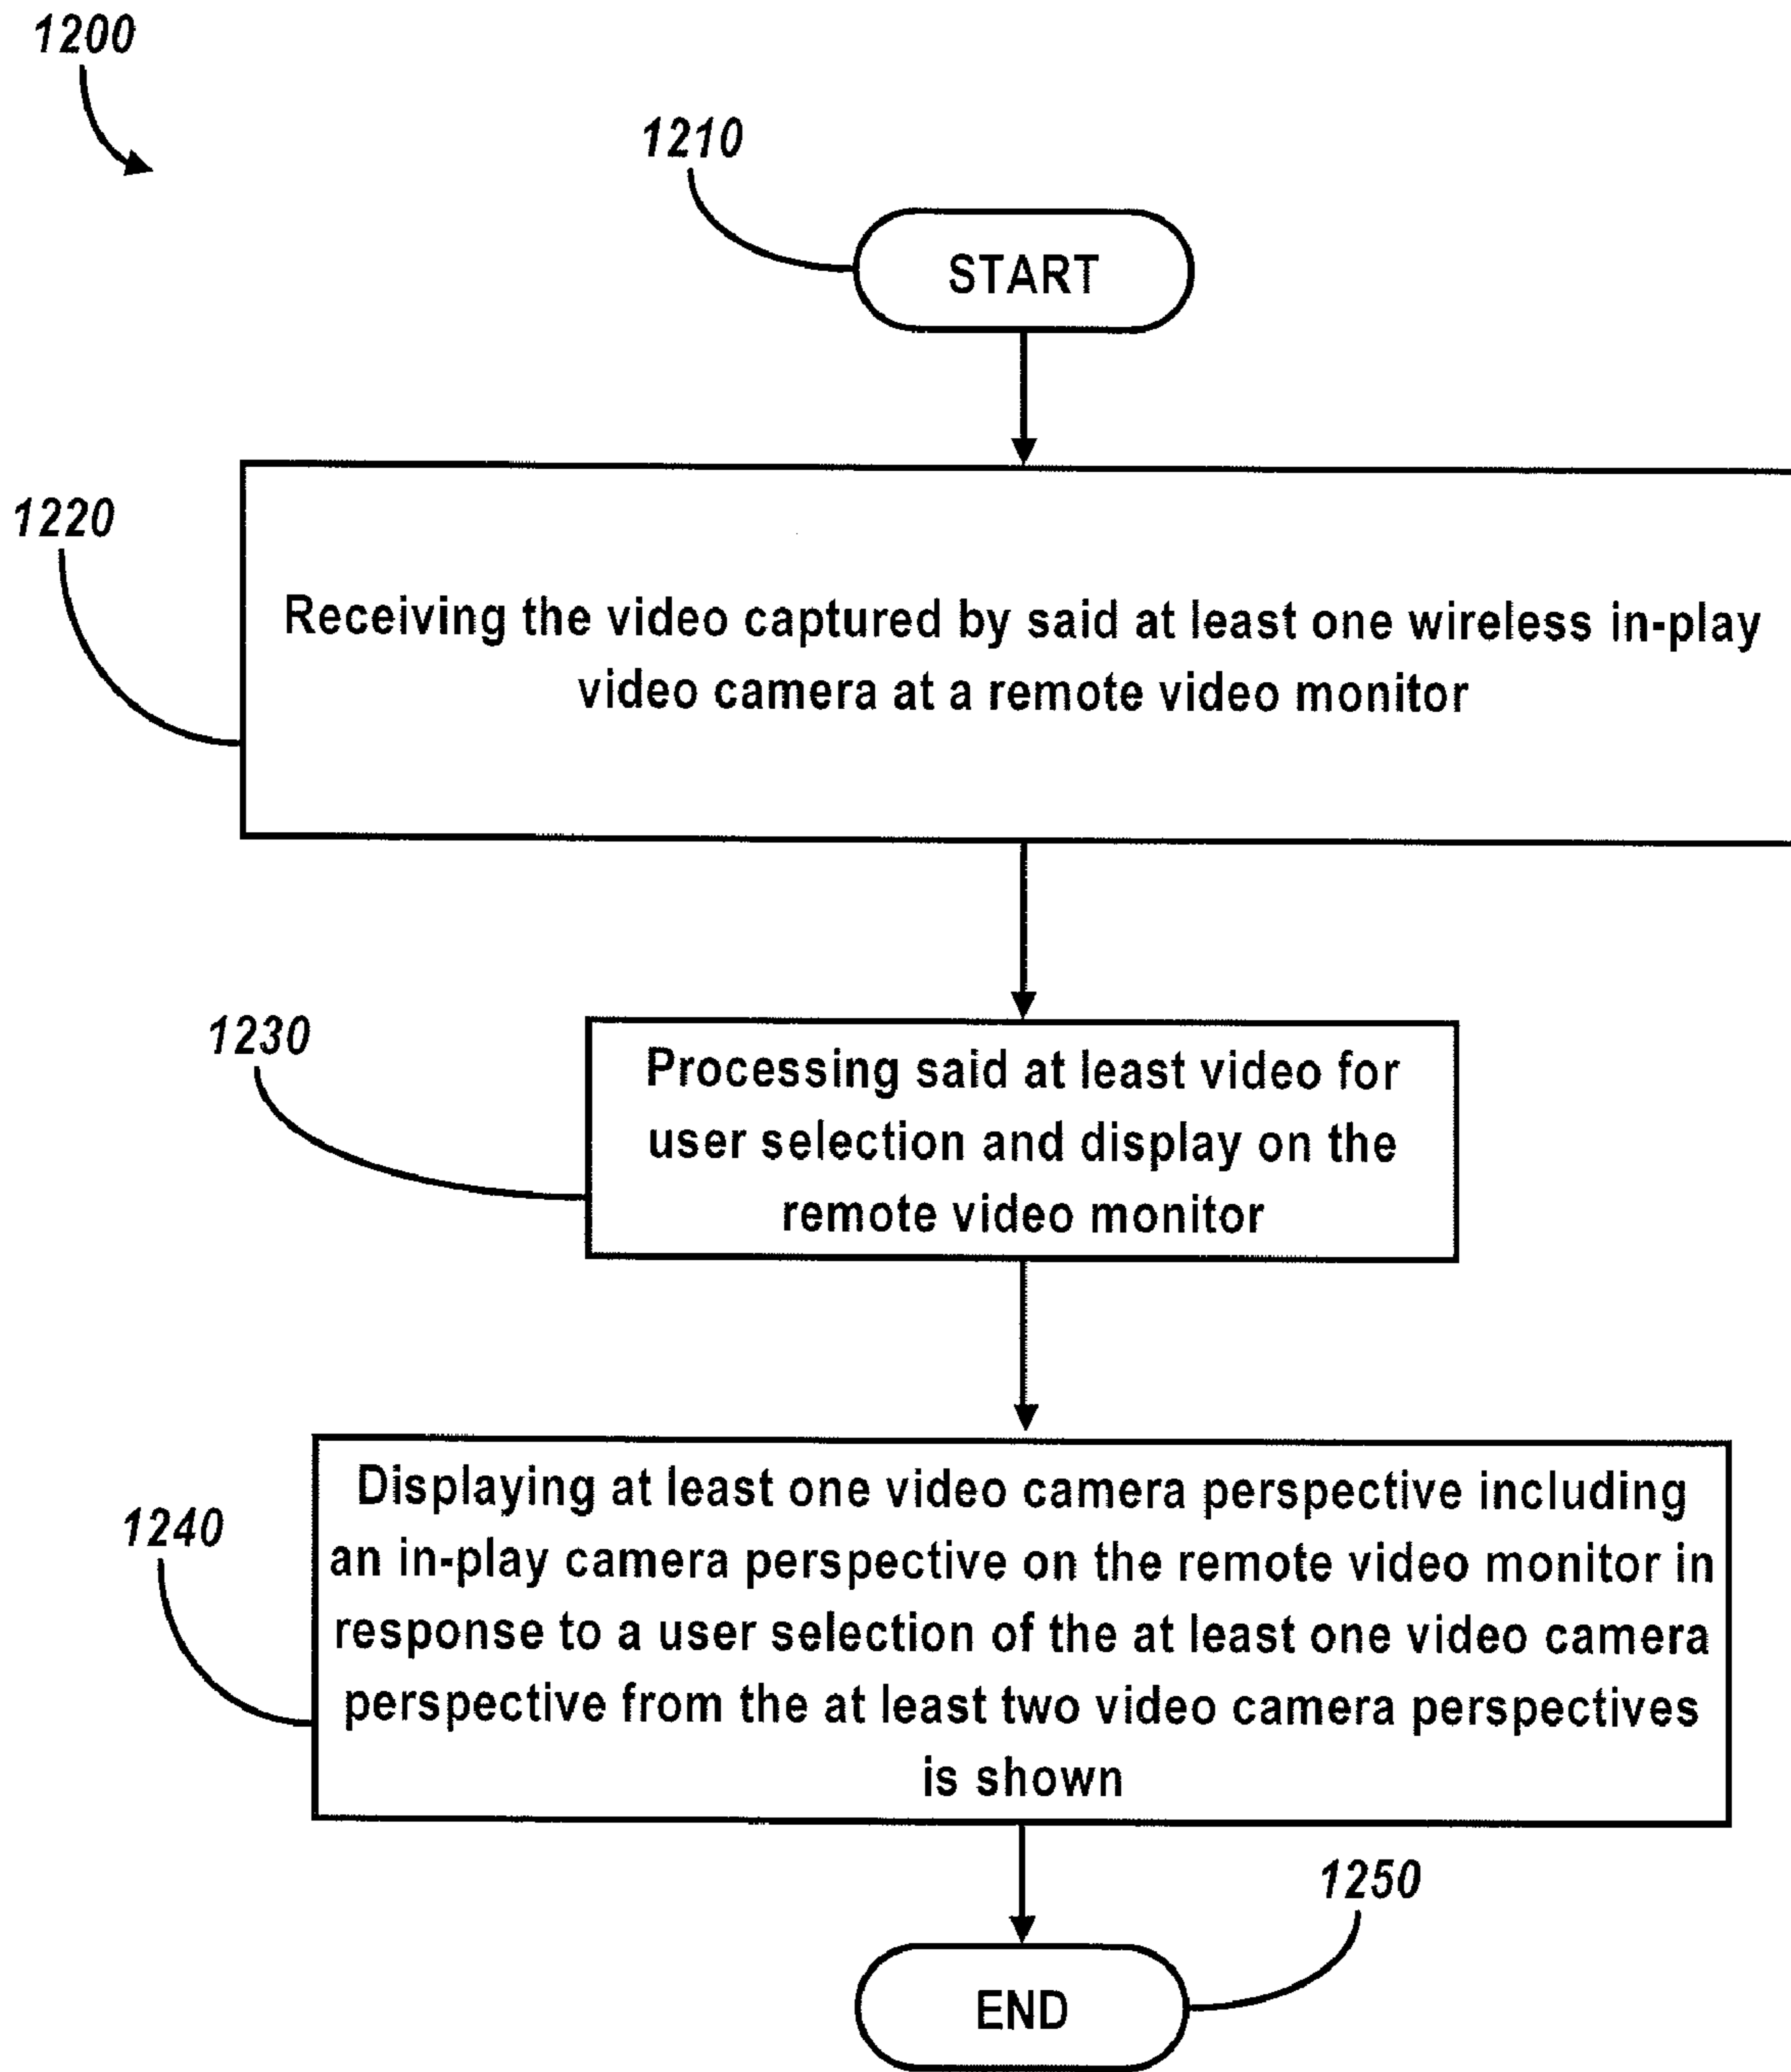 1200
1210
START
1220
Receiving the video captured by said at least one wireless in-play
video camera at a remote video monitor
1230
Processing said at least video for
user selection and display on the
remote video monitor
1240
Displaying at least one video camera perspective including
an in-play camera perspective on the remote video monitor in
response to a user selection of the at least one video camera
perspective from the at least two video camera perspectives
is shown
1250
END